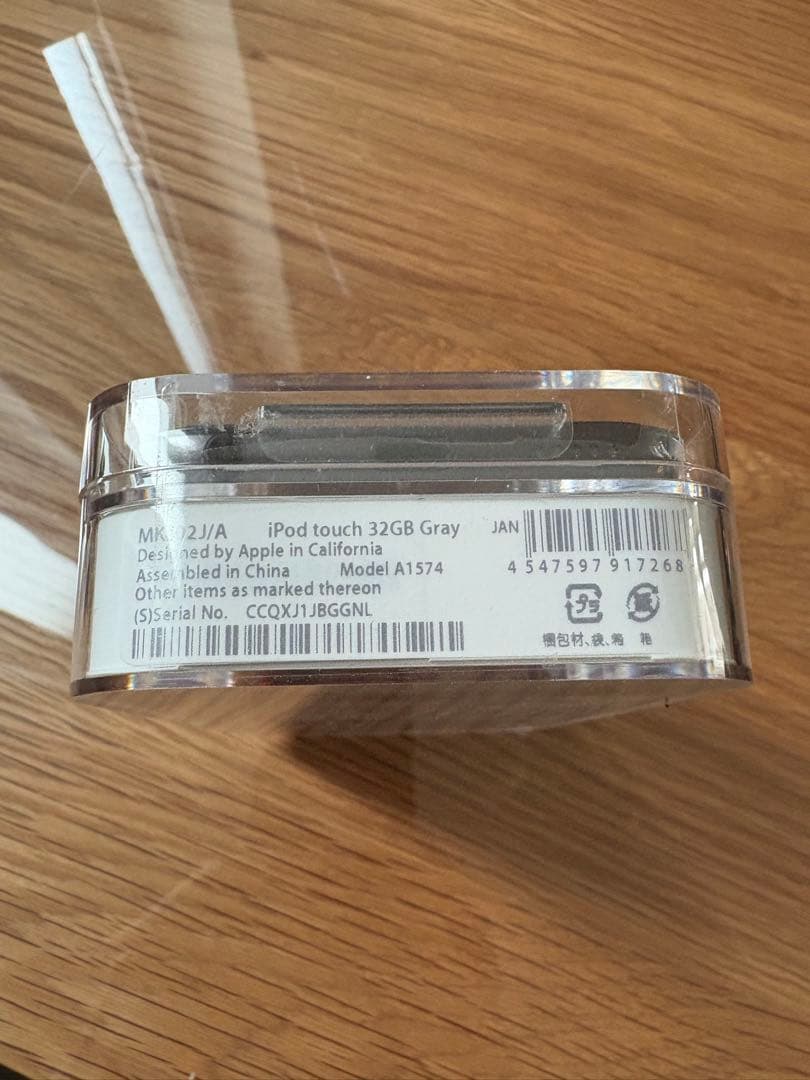 iPod touch 32GB Gray
Designed by Apple in California
Assembled in China Model A1574
Other items as marked thereon
(S)Serial No. CCQXJ1JBGGNL
JAN
4 547597 917268
プラ
紙
梱包材、袋、箱 箱